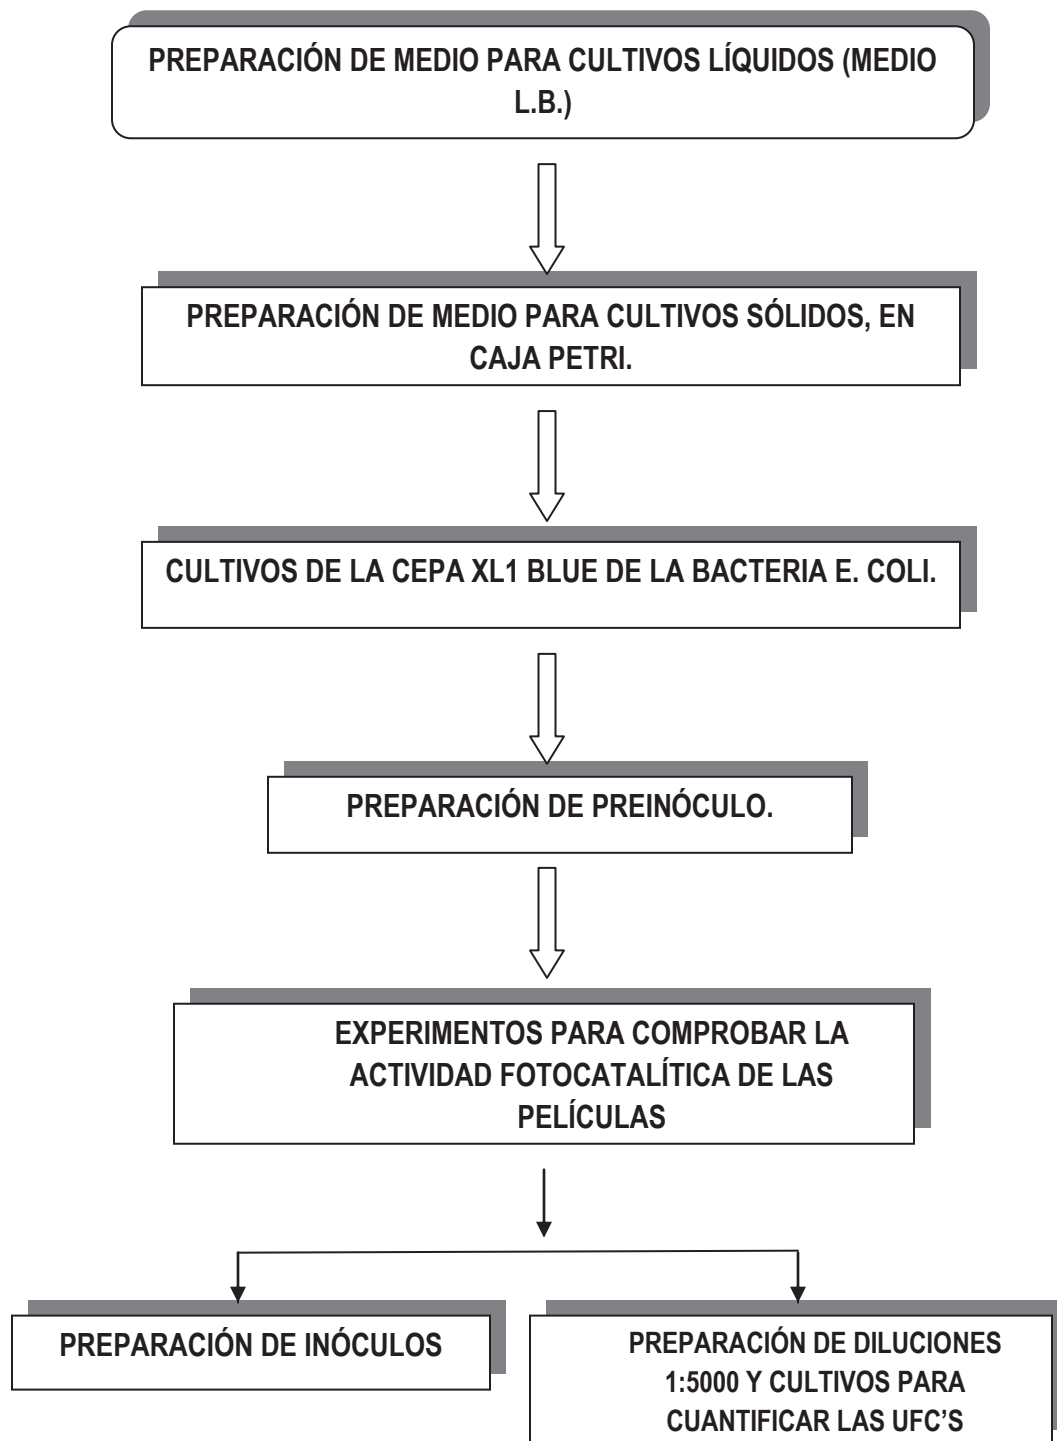 PREPARACIÓN DE MEDIO PARA CULTIVOS LÍQUIDOS (MEDIO
L.B.)
PREPARACIÓN DE MEDIO PARA CULTIVOS SÓLIDOS, EN
CAJA PETRI.
CULTIVOS DE LA CEPA XL1 BLUE DE LA BACTERIA E. COLI.
PREPARACIÓN DE PREINÓCULO.
EXPERIMENTOS PARA COMPROBAR LA
ACTIVIDAD FOTOCATALÍTICA DE LAS
PELÍCULAS
PREPARACIÓN DE INÓCULOS
PREPARACIÓN DE DILUCIONES
1:5000 Y CULTIVOS PARA
CUANTIFICAR LAS UFC’S